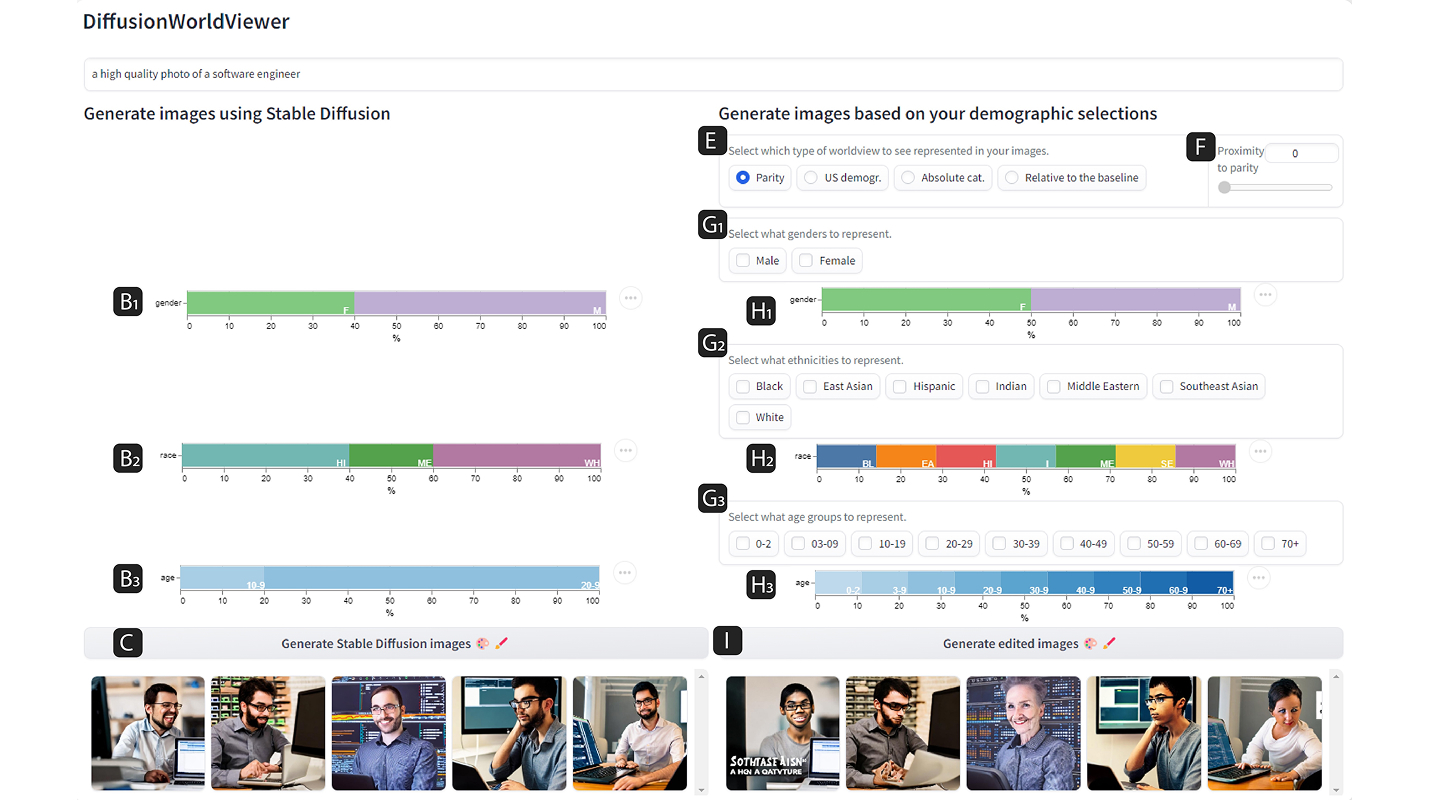 DiffusionWorldViewer
a high quality photo of a software engineer
Generate images using Stable Diffusion
B1
gender
F
M
0 10 20 30 40 50 60 70 80 90 100
%
B2
race
HI
ME
WH
0 10 20 30 40 50 60 70 80 90 100
%
B3
age
10-9
20-9
0 10 20 30 40 50 60 70 80 90 100
%
C
Generate Stable Diffusion images
Generate images based on your demographic selections
E
Select which type of worldview to see represented in your images.
Parity US demogr. Absolute cat. Relative to the baseline
F
Proximity
to parity
0
G1
Select what genders to represent.
Male Female
H1
gender
F
M
0 10 20 30 40 50 60 70 80 90 100
%
G2
Select what ethnicities to represent.
Black East Asian Hispanic Indian Middle Eastern Southeast Asian
White
H2
race
BL EA HI I ME SE WH
0 10 20 30 40 50 60 70 80 90 100
%
G3
Select what age groups to represent.
0-2 03-09 10-19 20-29 30-39 40-49 50-59 60-69 70+
H3
age
0-2 3-9 10-9 20-9 30-9 40-9 50-9 60-9 70+
0 10 20 30 40 50 60 70 80 90 100
%
I
Generate edited images
SOTHTASE AISN
A HQI A QATVTURE